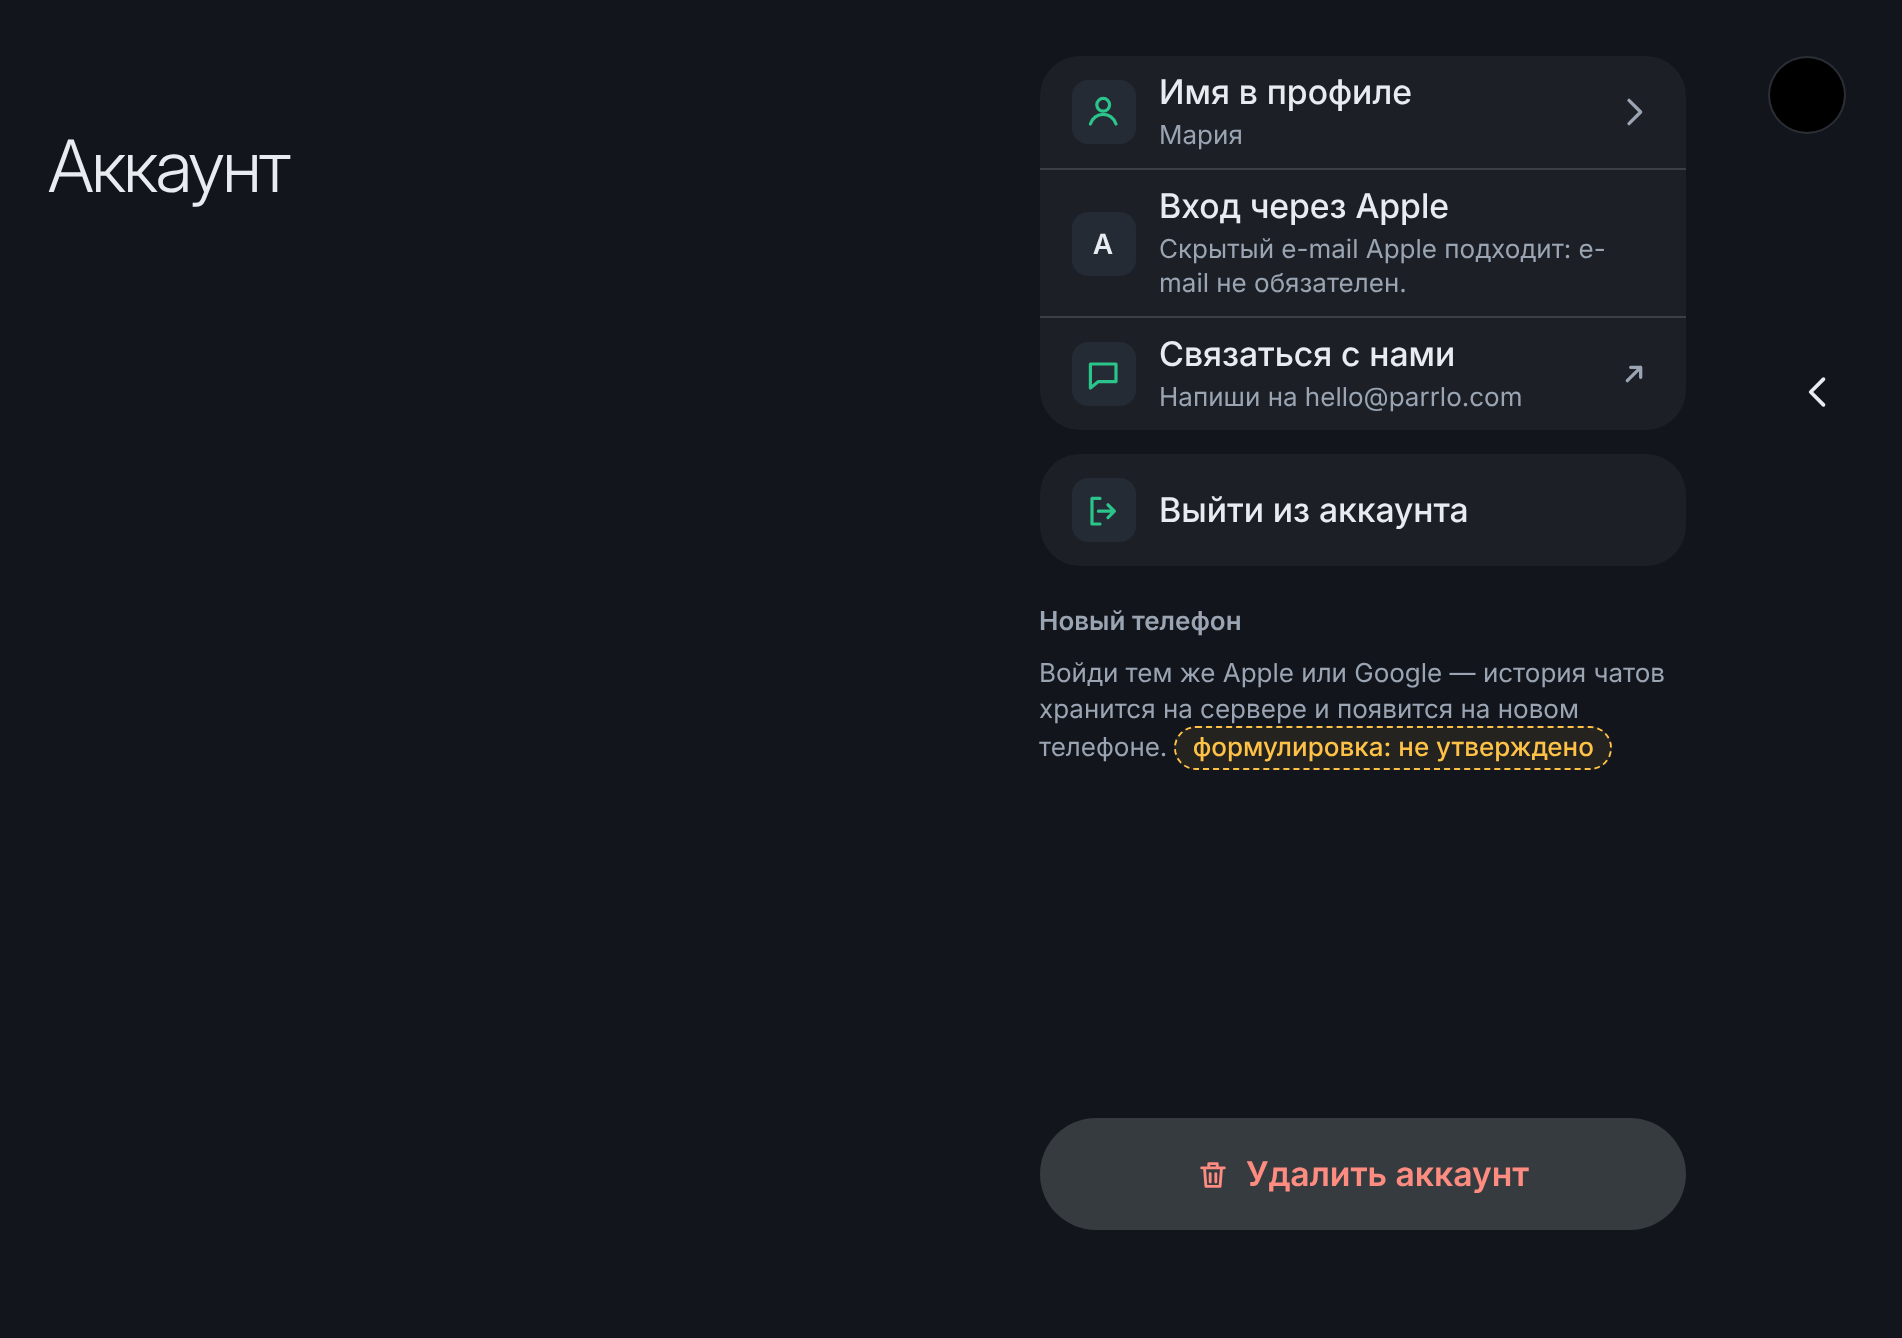 Аккаунт
Имя в профиле
Мария
A
Вход через Apple
Скрытый e-mail Apple подходит: e-
mail не обязателен.
Связаться с нами
Напиши на hello@parrlo.com
Выйти из аккаунта
Новый телефон
Войди тем же Apple или Google — история чатов
хранится на сервере и появится на новом
телефоне. формулировка: не утверждено
Удалить аккаунт